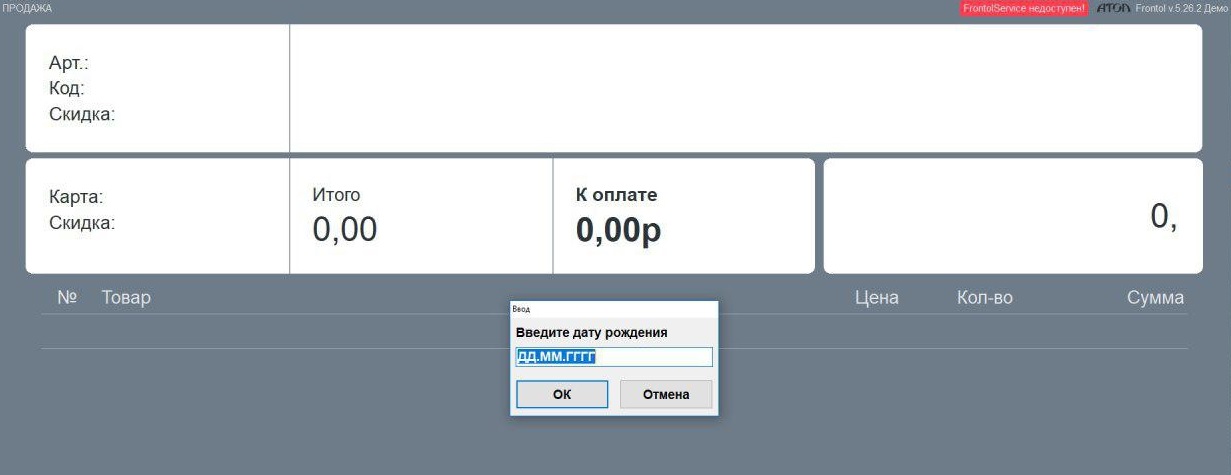 ПРОДАЖА
FrontolService недоступен! АТОЛ Frontol v.5.26.2 Демо
Арт.:
Код:
Скидка:
Карта:
Скидка:
Итого
0,00
К оплате
0,00р
0,
№ Товар Цена Кол-во Сумма
Ввод
Введите дату рождения
ДД.ММ.ГГГГ
ОК Отмена